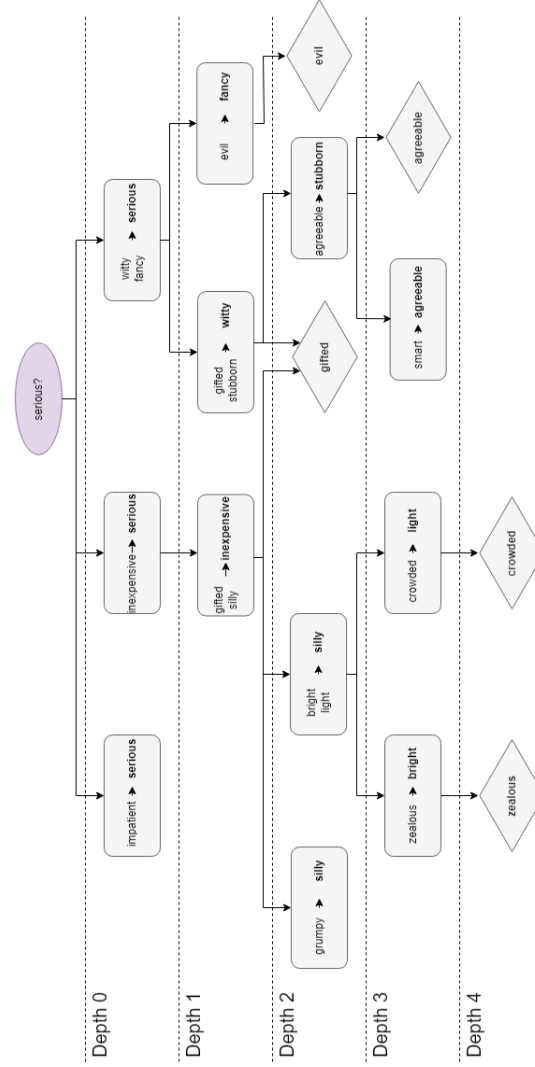 serious?
Depth 0
impatient → serious
inexpensive → serious
witty
fancy
→ serious
Depth 1
gifted
silly
→ inexpensive
gifted
stubborn
→ witty
evil → fancy
Depth 2
grumpy → silly
bright
light
→ silly
gifted
agreeable → stubborn
evil
Depth 3
zealous → bright
crowded → light
smart → agreeable
agreeable
Depth 4
zealous
crowded